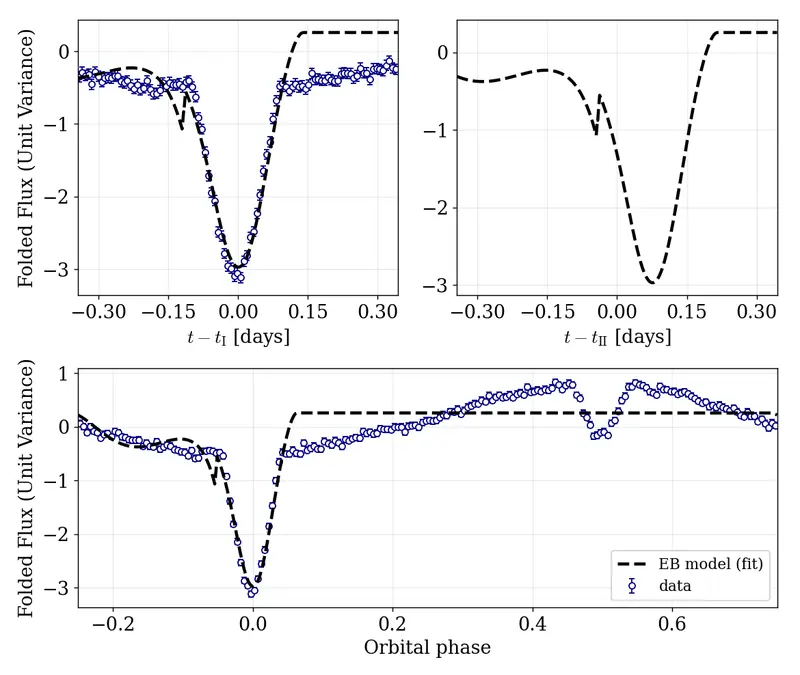 Folded Flux (Unit Variance)
0
−1
−2
−3
−0.30 −0.15 0.00 0.15 0.30
t − tI [days]
0
−1
−2
−3
−0.30 −0.15 0.00 0.15 0.30
t − tII [days]
Folded Flux (Unit Variance)
1
0
−1
−2
−3
−0.2 0.0 0.2 0.4 0.6
Orbital phase
EB model (fit)
data